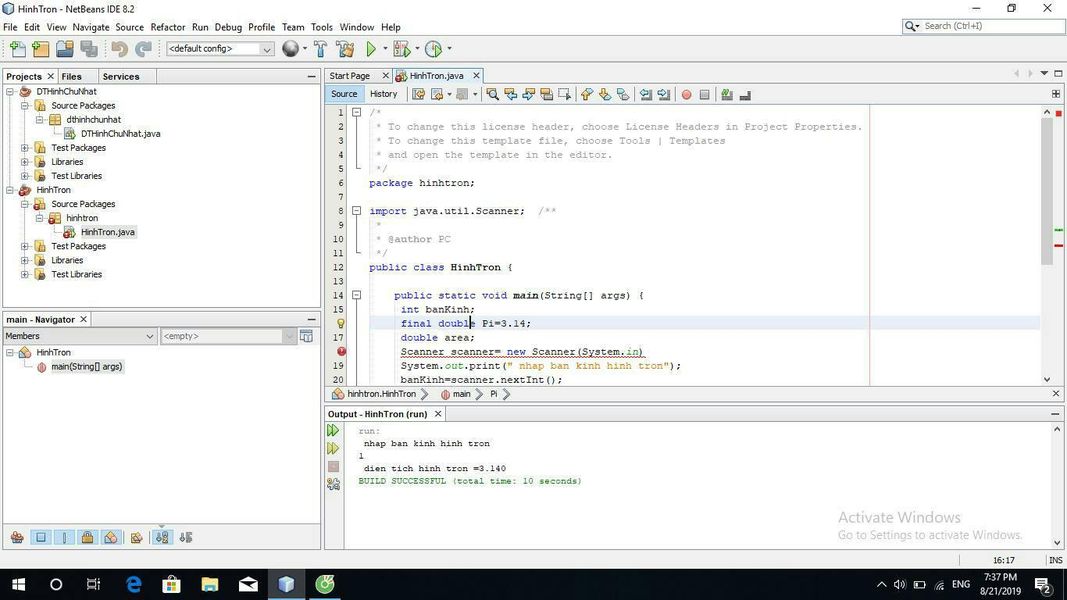 HinhTron - NetBeans IDE 8.2
File Edit View Navigate Source Refactor Run Debug Profile Team Tools Window Help
Search (Ctrl+I)
<default config>
Projects Files Services
DTHinhChuNhat
Source Packages
dthinhchunhat
DTHinhChuNhat.java
Test Packages
Libraries
Test Libraries
HinhTron
Source Packages
hinhtron
HinhTron.java
Test Packages
Libraries
Test Libraries
main - Navigator
Members <empty>
HinhTron
main(String[] args)
Start Page HinhTron.java
Source History
1 /*
2 * To change this license header, choose License Headers in Project Properties.
3 * To change this template file, choose Tools | Templates
4 * and open the template in the editor.
5 */
6 package hinhtron;
7
8 import java.util.Scanner; /**
9 *
10 * @author PC
11 */
12 public class HinhTron {
13
14 public static void main(String[] args) {
15 int banKinh;
final double Pi=3.14;
17 double area;
Scanner scanner= new Scanner(System.in)
19 System.out.print(" nhap ban kinh hinh tron");
20 banKinh=scanner.nextInt();
hinhtron.HinhTron main Pi
Output - HinhTron (run)
run:
nhap ban kinh hinh tron
1
dien tich hinh tron =3.140
BUILD SUCCESSFUL (total time: 10 seconds)
Activate Windows
Go to Settings to activate Windows.
16:17 INS
ENG
7:37 PM
8/21/2019
2